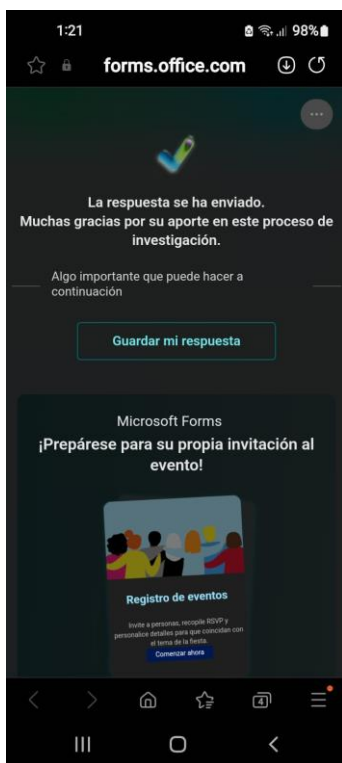 1:21
98%
forms.office.com
La respuesta se ha enviado.
Muchas gracias por su aporte en este proceso de
investigación.
Algo importante que puede hacer a
continuación
Guardar mi respuesta
Microsoft Forms
¡Prepárese para su propia invitación al
evento!
Registro de eventos
Invite a personas, recopile RSVP y
personalice detalles para que coincidan con
el tema de la fiesta.
Comenzar ahora
4